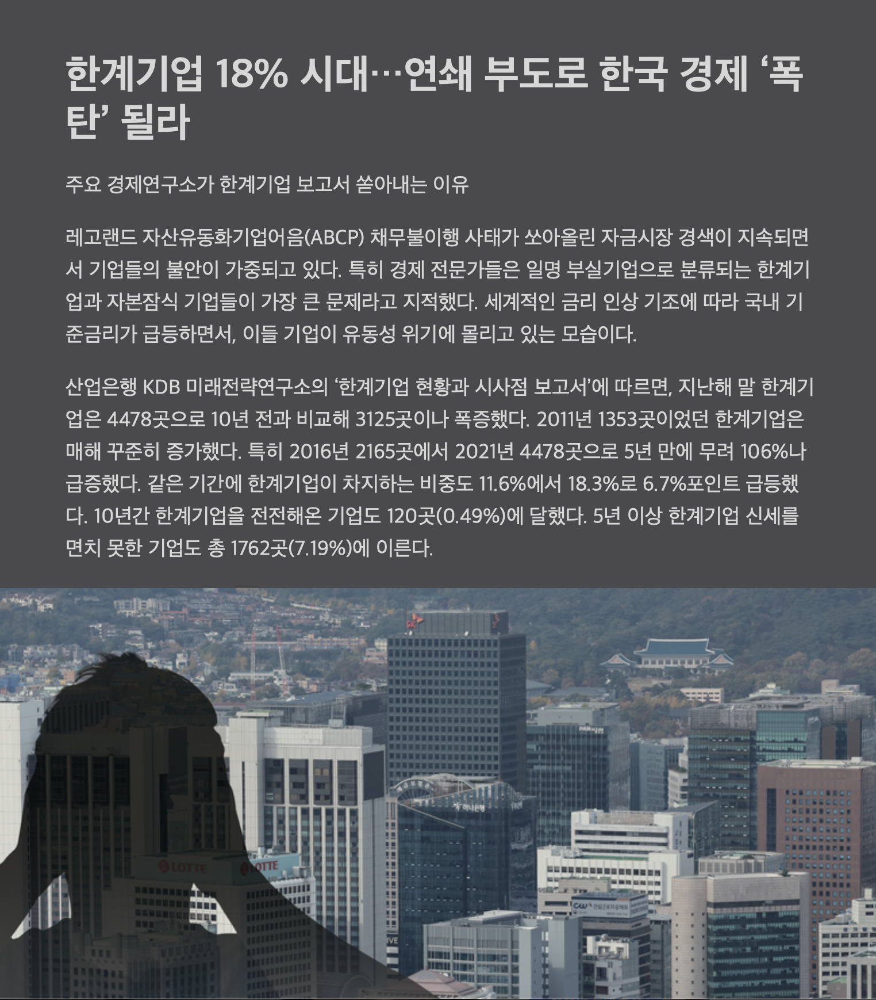 한계기업 18% 시대…연쇄 부도로 한국 경제 ‘폭
탄’ 될라
주요 경제연구소가 한계기업 보고서 쏟아내는 이유
레고랜드 자산유동화기업어음(ABCP) 채무불이행 사태가 쏘아올린 자금시장 경색이 지속되면
서 기업들의 불안이 가중되고 있다. 특히 경제 전문가들은 일명 부실기업으로 분류되는 한계기
업과 자본잠식 기업들이 가장 큰 문제라고 지적했다. 세계적인 금리 인상 기조에 따라 국내 기
준금리가 급등하면서, 이들 기업이 유동성 위기에 몰리고 있는 모습이다.
산업은행 KDB 미래전략연구소의 ‘한계기업 현황과 시사점 보고서’에 따르면, 지난해 말 한계기
업은 4478곳으로 10년 전과 비교해 3125곳이나 폭증했다. 2011년 1353곳이었던 한계기업은
매해 꾸준히 증가했다. 특히 2016년 2165곳에서 2021년 4478곳으로 5년 만에 무려 106%나
급증했다. 같은 기간에 한계기업이 차지하는 비중도 11.6%에서 18.3%로 6.7%포인트 급등했
다. 10년간 한계기업을 전전해온 기업도 120곳(0.49%)에 달했다. 5년 이상 한계기업 신세를
면치 못한 기업도 총 1762곳(7.19%)에 이른다.
SK
하나은행
LOTTE
LOTTE
CW 건설근로자공제회